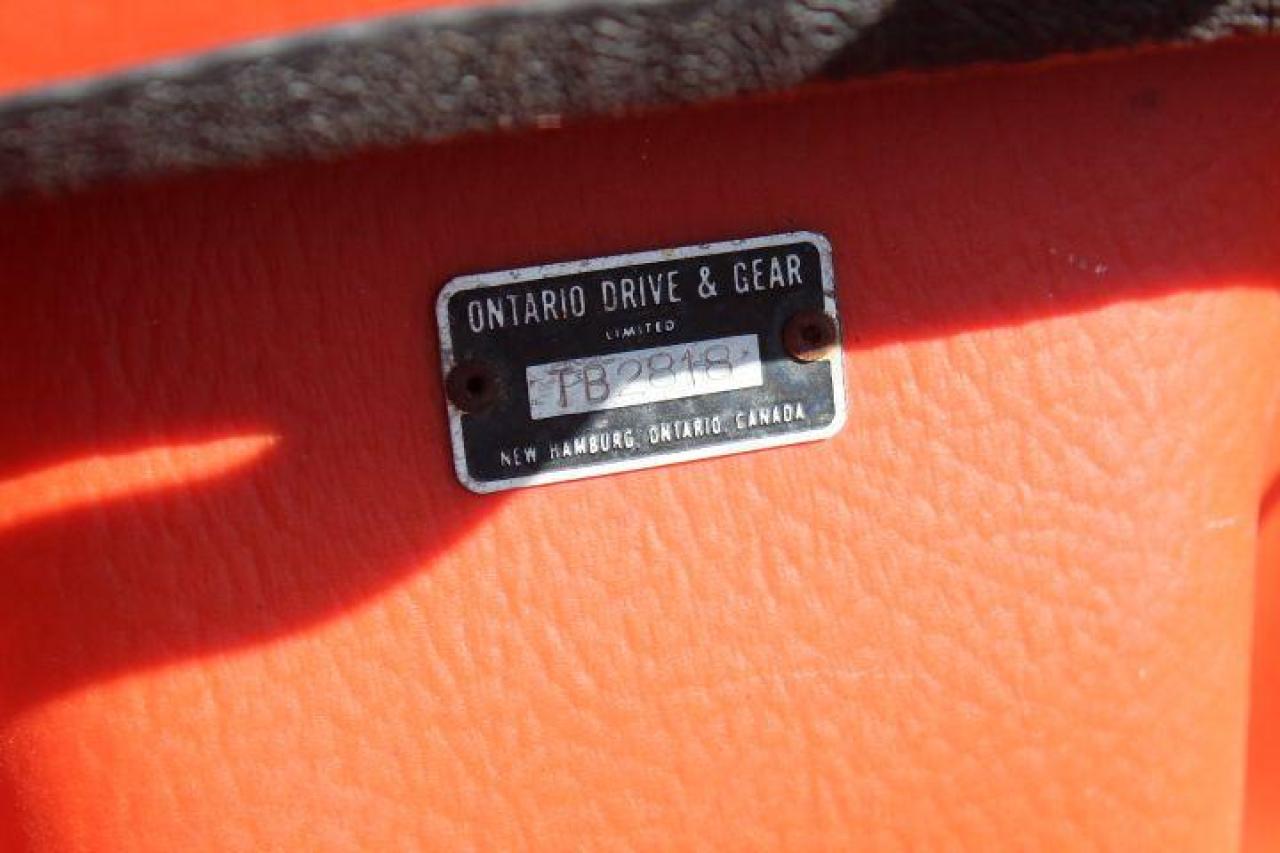 ONTARIO DRIVE & GEAR
LIMITED
TB2818
NEW HAMBURG, ONTARIO, CANADA